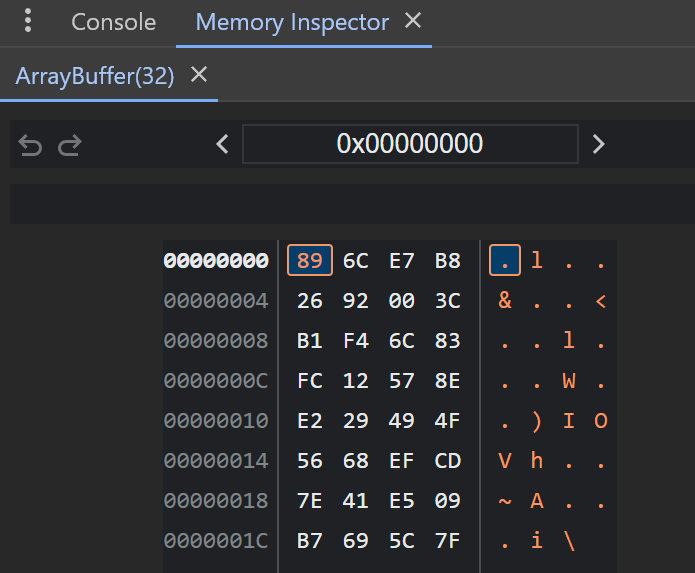 Console Memory Inspector ×
ArrayBuffer(32) ×
0x00000000
00000000 89 6C E7 B8 . l . .
00000004 26 92 00 3C & . . <
00000008 B1 F4 6C 83 . . l .
0000000C FC 12 57 8E . . W .
00000010 E2 29 49 4F . ) I O
00000014 56 68 EF CD V h . .
00000018 7E 41 E5 09 ~ A . .
0000001C B7 69 5C 7F . i \